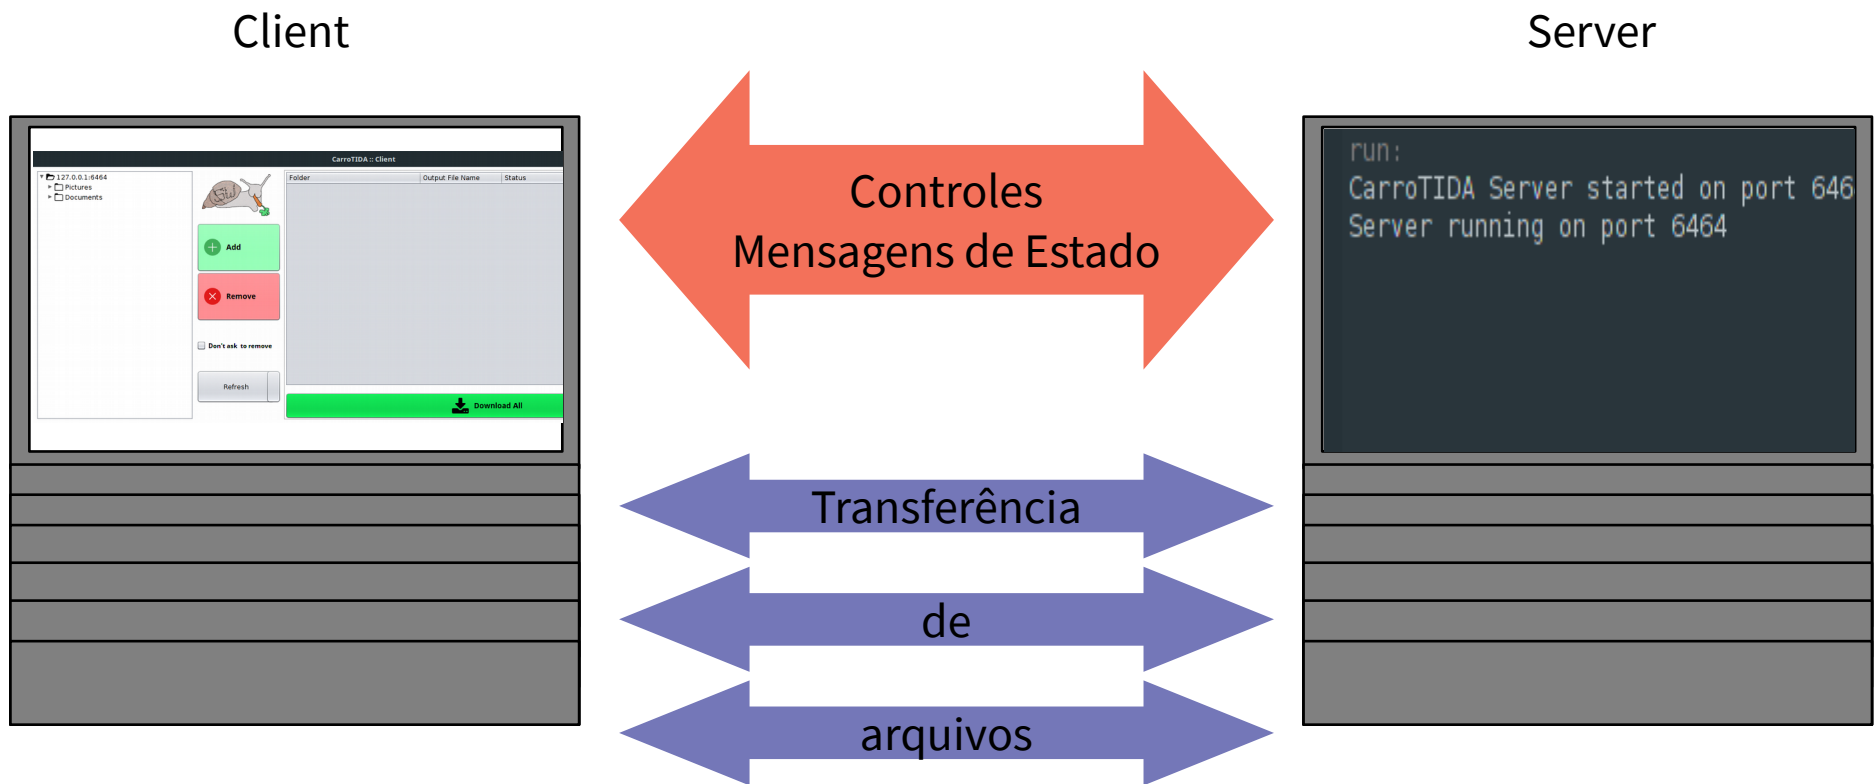 Client
Server
CarroTIDA :: Client
127.0.0.1:6464
Pictures
Documents
Add
Remove
Don't ask to remove
Refresh
Folder
Output File Name
Status
Download All
Controles
Mensagens de Estado
run:
CarroTIDA Server started on port 646
Server running on port 6464
Transferência
de
arquivos